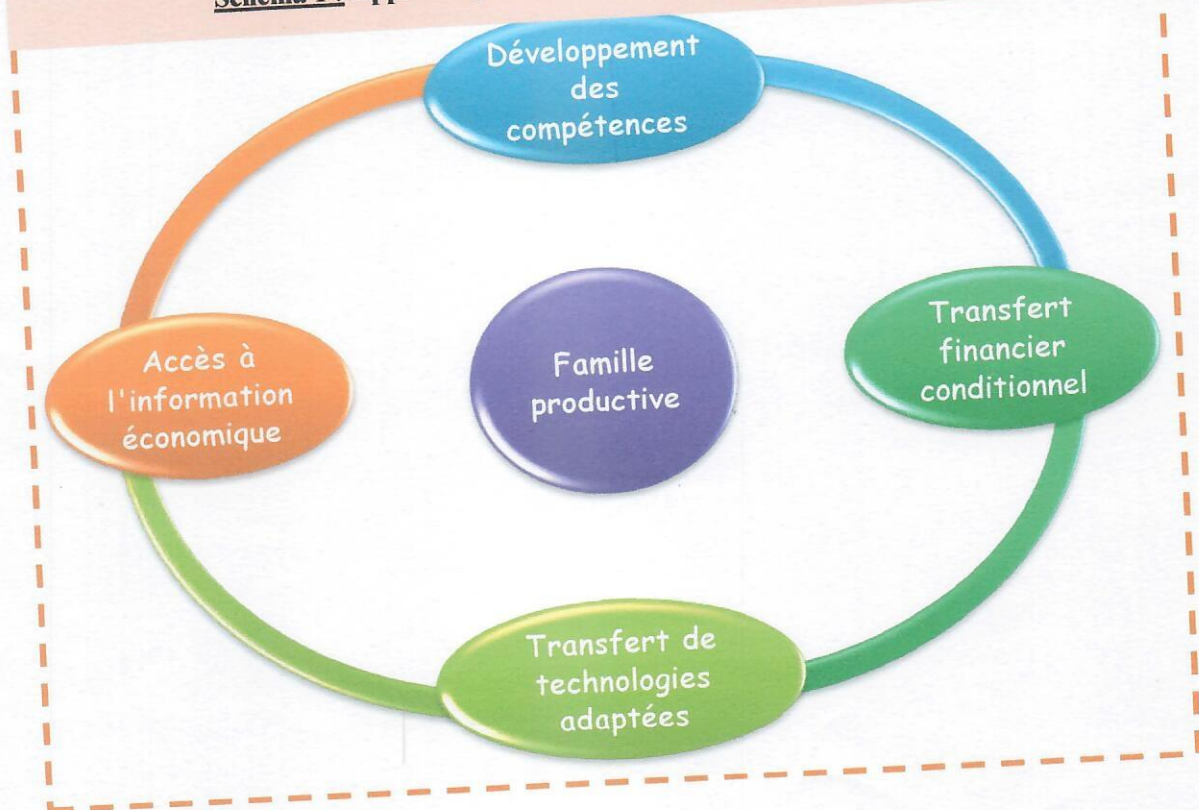 Développement
des
compétences
Transfert
financier
conditionnel
Famille
productive
Accès à
l'information
économique
Transfert de
technologies
adaptées